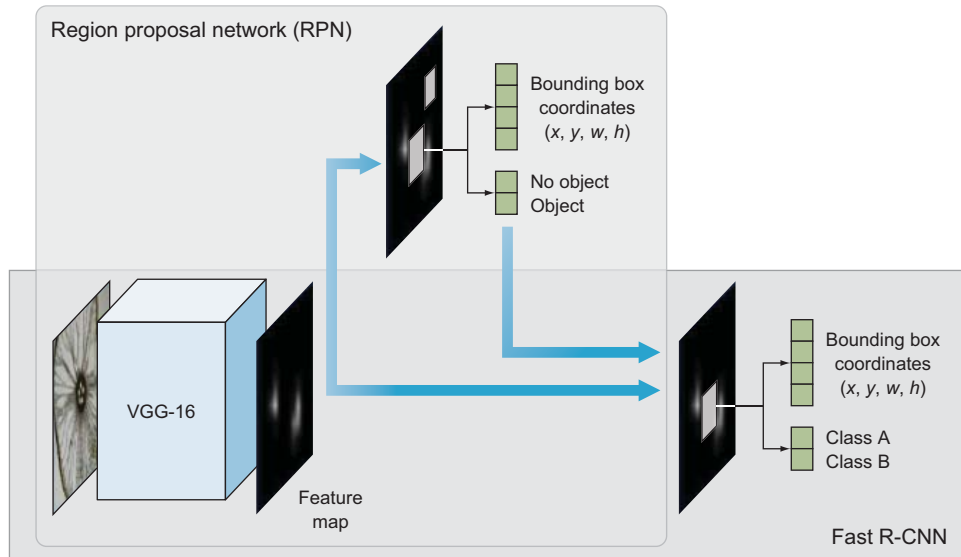 Region proposal network (RPN)
Bounding box
coordinates
(x, y, w, h)
No object
Object
VGG-16
Feature
map
Bounding box
coordinates
(x, y, w, h)
Class A
Class B
Fast R-CNN